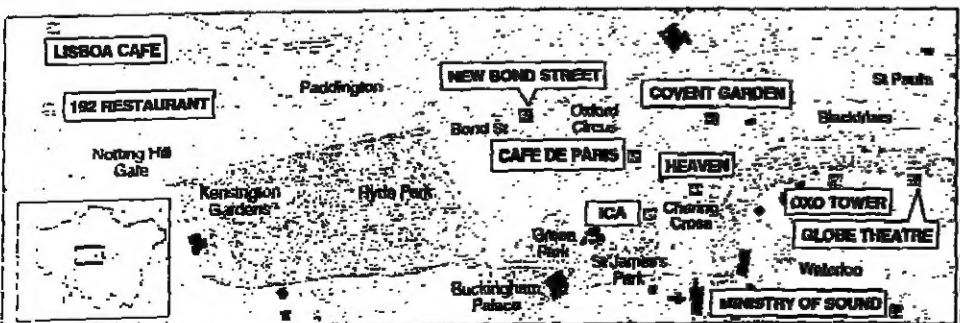 LISBOA CAFE
192 RESTAURANT
Paddington
NEW BOND STREET
COVENT GARDEN
St Pauls
Bond St
Oxford
Circus
Blackfriars
Notting Hill
Gate
CAFE DE PARIS
HEAVEN
Kensington
Gardens
Hyde Park
ICA
Charing
Cross
OXO TOWER
GLOBE THEATRE
Green
Park
St James's
Park
Waterloo
Buckingham
Palace
MINISTRY OF SOUND